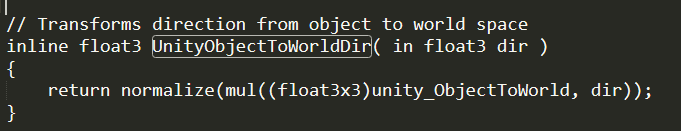 // Transforms direction from object to world space
inline float3 UnityObjectToWorldDir( in float3 dir )
{
    return normalize(mul((float3x3)unity_ObjectToWorld, dir));
}